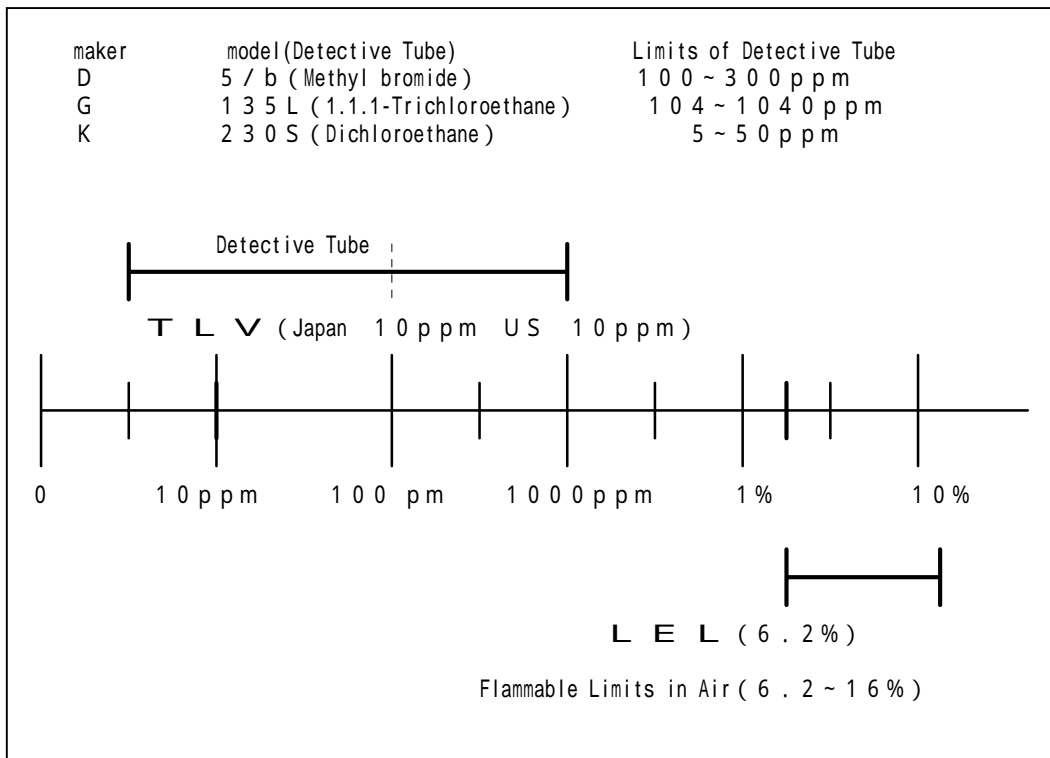 maker model(Detective Tube) Limits of Detective Tube
D 5/b(Methyl bromide) 100~300ppm
G 135L(1.1.1-Trichloroethane) 104~1040ppm
K 230S(Dichloroethane) 5~50ppm
Detective Tube
TLV(Japan 10ppm US 10ppm)
0 10ppm 100 pm 1000ppm 1% 10%
LEL(6.2%)
Flammable Limits in Air(6.2~16%)